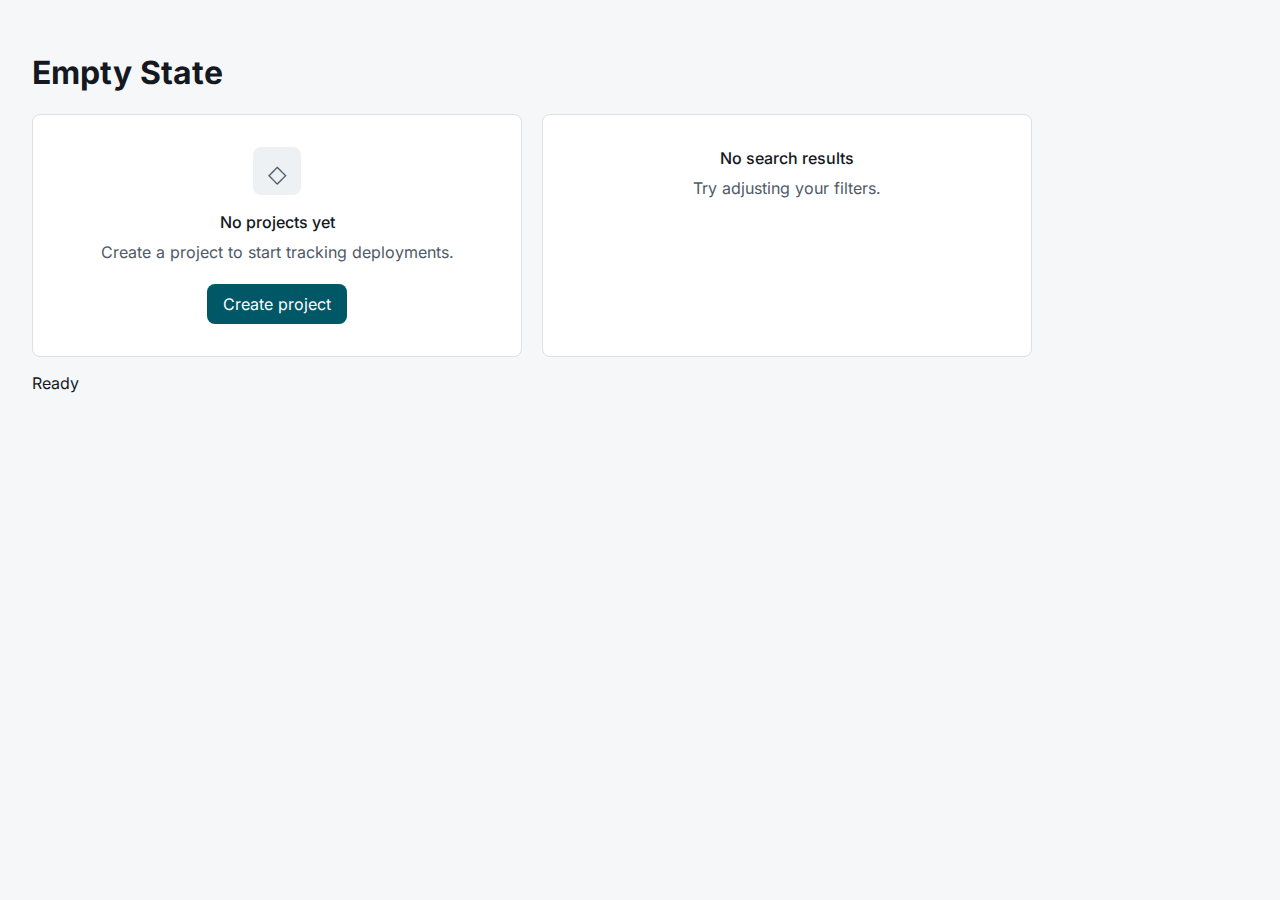 Empty State
No projects yet
Create a project to start tracking deployments.
Create project
No search results
Try adjusting your filters.
Ready